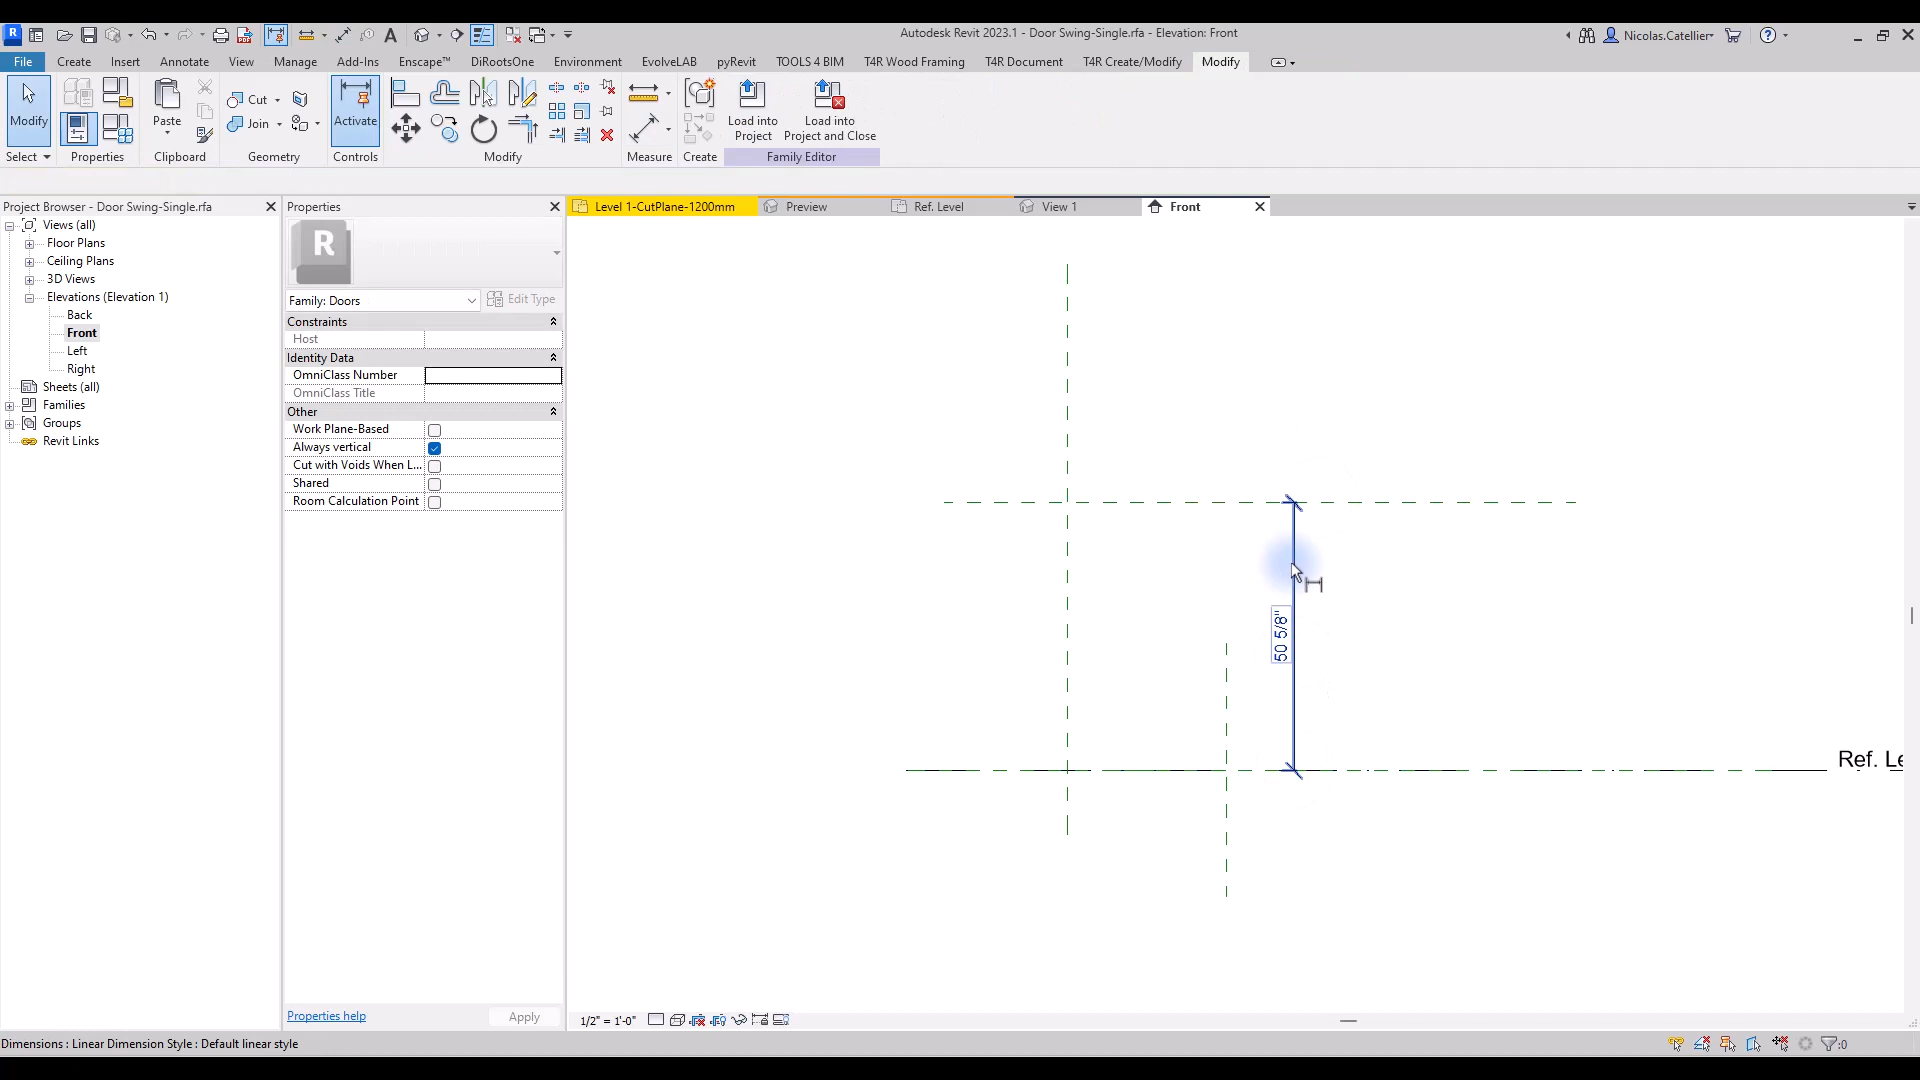 R
A
Autodesk Revit 2023.1 - Door Swing-Single.rfa - Elevation: Front
Nicolas.Catellier
File
Create
Insert
Annotate
View
Manage
Add-Ins
Enscape™
DiRootsOne
Environment
EvolveLAB
pyRevit
TOOLS 4 BIM
T4R Wood Framing
T4R Document
T4R Create/Modify
Modify
Modify
Paste
Cut
Join
Activate
Load into
Project
Load into
Project and Close
Select
Properties
Clipboard
Geometry
Controls
Modify
Measure
Create
Family Editor
Project Browser - Door Swing-Single.rfa
Views (all)
Floor Plans
Ceiling Plans
3D Views
Elevations (Elevation 1)
Back
Front
Left
Right
Sheets (all)
Families
Groups
Revit Links
Properties
R
Family: Doors
Edit Type
Constraints
Host
Identity Data
OmniClass Number
OmniClass Title
Other
Work Plane-Based
Always vertical
Cut with Voids When L...
Shared
Room Calculation Point
Properties help
Apply
Level 1-CutPlane-1200mm
Preview
Ref. Level
View 1
Front
50 5/8"
Ref. Le
1/2" = 1'-0"
Dimensions : Linear Dimension Style : Default linear style
:0